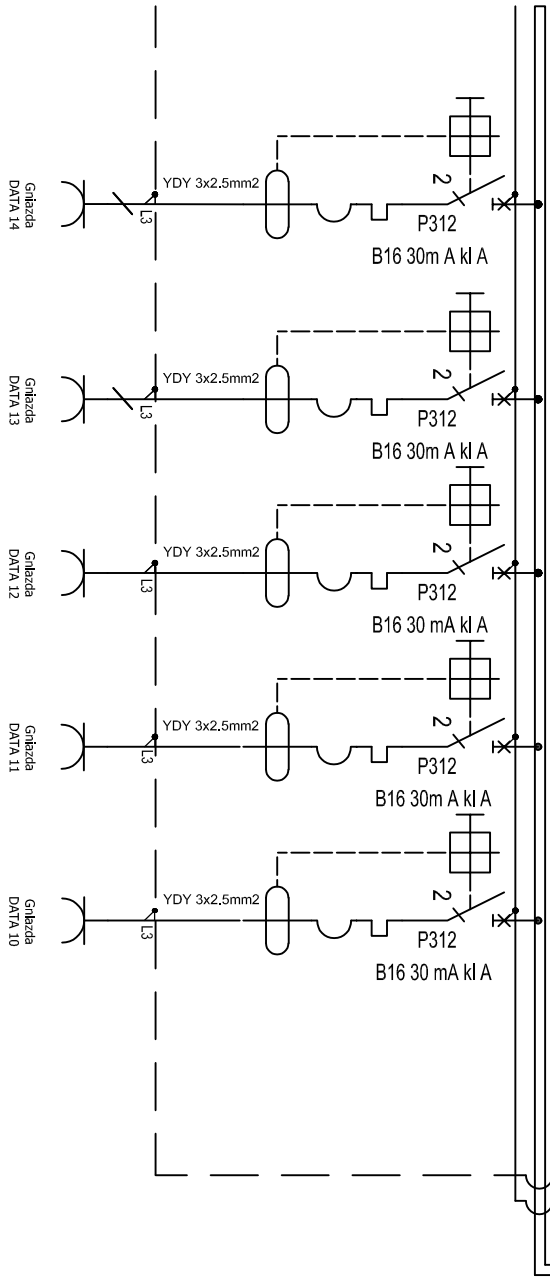 YDY 3x2.5mm2
2
P312
B16 30m A kl A
L3
Gniazda
DATA 14
YDY 3x2.5mm2
2
P312
B16 30m A kl A
L3
Gniazda
DATA 13
YDY 3x2.5mm2
2
P312
B16 30 mA kl A
L3
Gniazda
DATA 12
YDY 3x2.5mm2
2
P312
B16 30m A kl A
L3
Gniazda
DATA 11
YDY 3x2.5mm2
2
P312
B16 30 mA kl A
L3
Gniazda
DATA 10